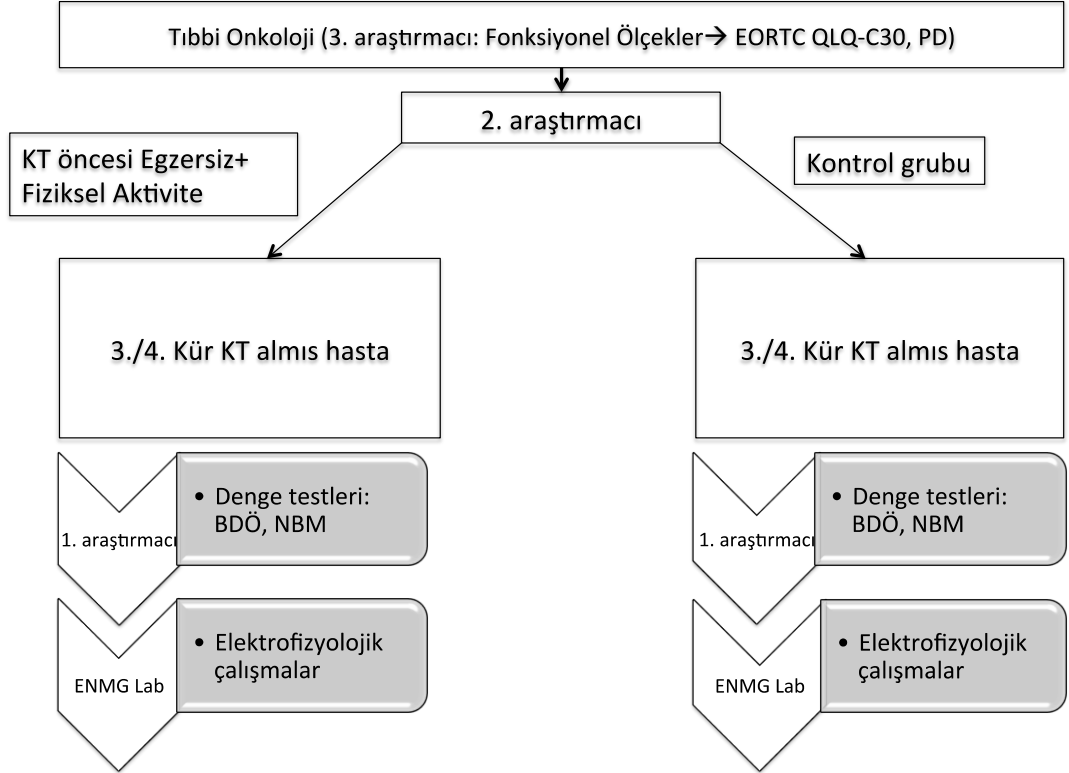 Tıbbi Onkoloji (3. araştırmacı: Fonksiyonel Ölçekler→ EORTC QLQ-C30, PD)
2. araştırmacı
KT öncesi Egzersiz+
Fiziksel Aktivite
Kontrol grubu
3./4. Kür KT almıs hasta
3./4. Kür KT almıs hasta
1. araştırmacı
• Denge testleri:
BDÖ, NBM
1. araştırmacı
• Denge testleri:
BDÖ, NBM
ENMG Lab
• Elektrofizyolojik
çalışmalar
ENMG Lab
• Elektrofizyolojik
çalışmalar